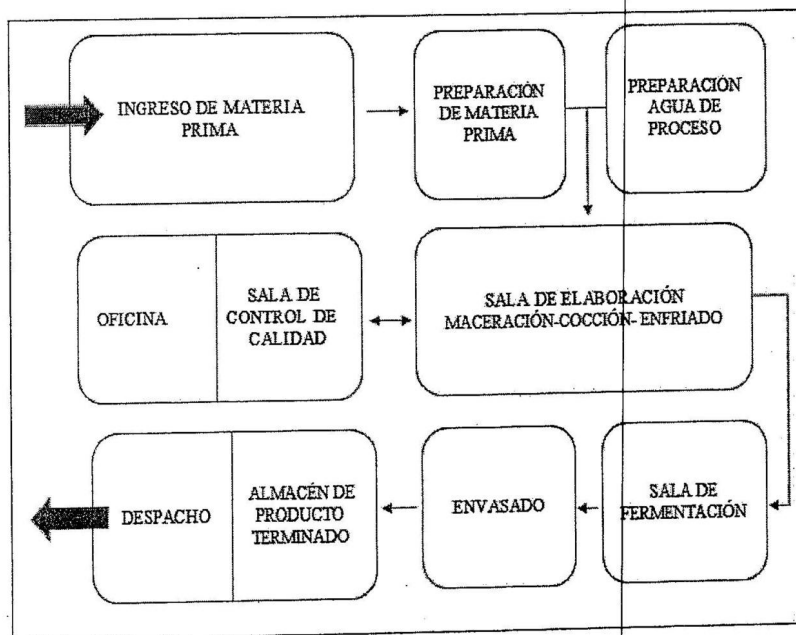 INGRESO DE MATERIA
PRIMA
PREPARACIÓN
DE MATERIA
PRIMA
PREPARACIÓN
AGUA DE
PROCESO
OFICINA
SALA DE
CONTROL DE
CALIDAD
SALA DE ELABORACIÓN
MACERACIÓN-COCCIÓN- ENFRIADO
DESPACHO
ALMACÉN DE
PRODUCTO
TERMINADO
ENVASADO
SALA DE
FERMENTACIÓN